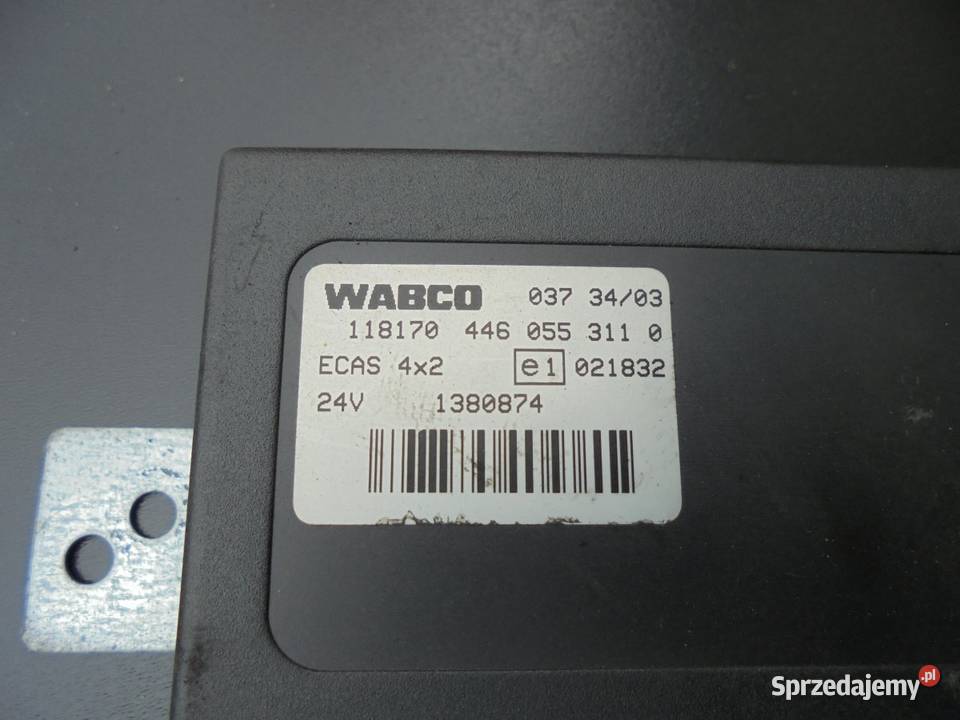 WABCO 037 34/03
118170 446 055 311 0
ECAS 4x2 e1 021832
24V 1380874
Sprzedajemy.pl